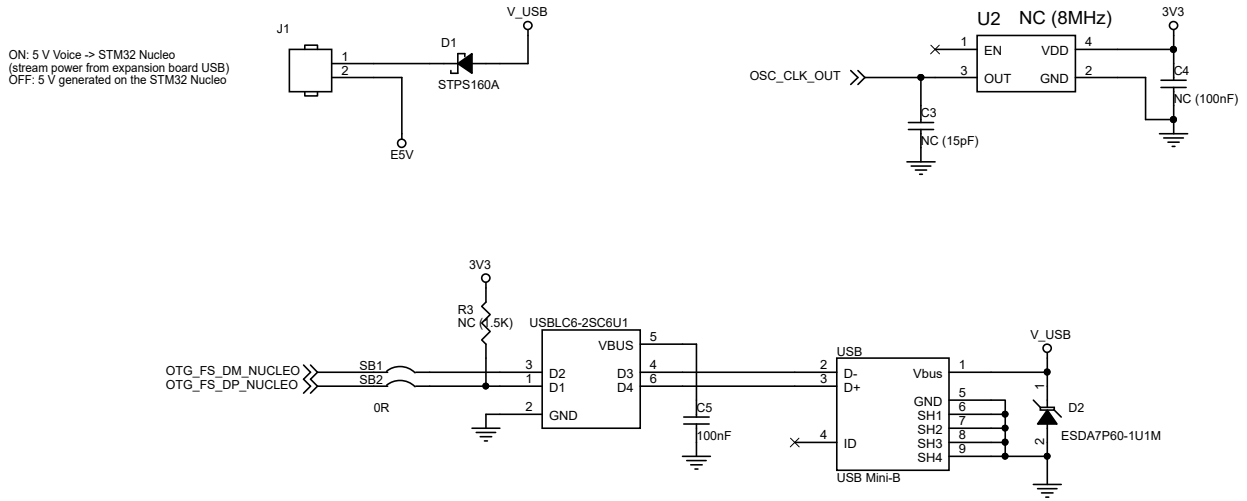 J1
ON: 5 V Voice -> STM32 Nucleo
(stream power from expansion board USB)
OFF: 5 V generated on the STM32 Nucleo
1
2
E5V
D1
STPS160A
V_USB
U2 NC (8MHz)
1 EN
VDD 4
3 OUT
GND 2
OSC_CLK_OUT
C3
NC (15pF)
3V3
C4
NC (100nF)
3V3
R3
NC (1.5K)
OTG_FS_DM_NUCLEO
OTG_FS_DP_NUCLEO
SB1
SB2
0R
USBLC6-2SC6U1
VBUS 5
3 D2
D3 4
1 D1
D4 6
2 GND
C5
100nF
USB
2 D-
3 D+
4 ID
Vbus 1
GND 5
SH1 6
SH2 7
SH3 8
SH4 9
USB Mini-B
V_USB
1
D2
ESDA7P60-1U1M
2